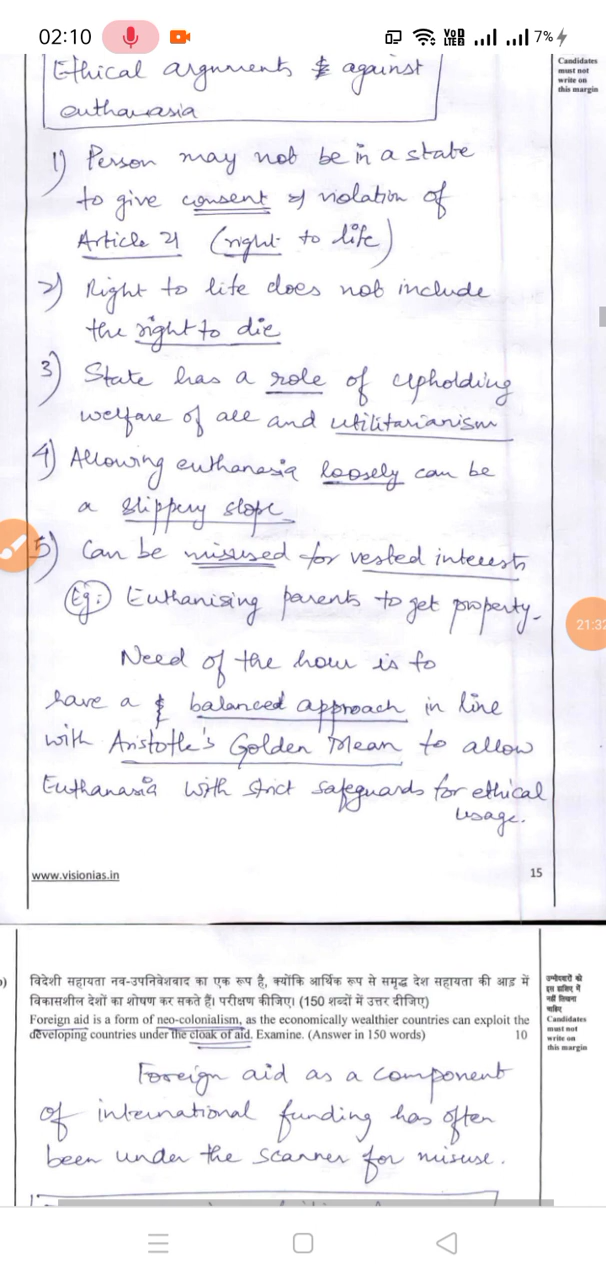 02:10
VoD
LTE2
7%
Ethical arguments & against
euthanasia
Candidates
must not
write on
this margin
1) Person may not be in a state
to give consent & violation of
Article 21 (right to life)
2) Right to life does not include
the right to die
3) State has a role of upholding
welfare of all and utilitarianism
4) Allowing euthanasia loosely can be
a slippery slope
5) Can be misused for vested interests
Eg: Euthanising parents to get property.
21:32
Need of the hour is to
have a balanced approach in line
with Aristotle's Golden Mean to allow
Euthanasia with strict safeguards for ethical
usage.
www.visionias.in
15
) विदेशी सहायता नव-उपनिवेशवाद का एक रूप है, क्योंकि आर्थिक रूप से समृद्ध देश सहायता की आड़ में
विकासशील देशों का शोषण कर सकते हैं। परीक्षण कीजिए। (150 शब्दों में उत्तर दीजिए)
Foreign aid is a form of neo-colonialism, as the economically wealthier countries can exploit the
developing countries under the cloak of aid. Examine. (Answer in 150 words) 10
उम्मीदवारों को
इस हाशिए में
नहीं लिखना
चाहिए
Candidates
must not
write on
this margin
Foreign aid as a component
of international funding has often
been under the scanner for misuse.